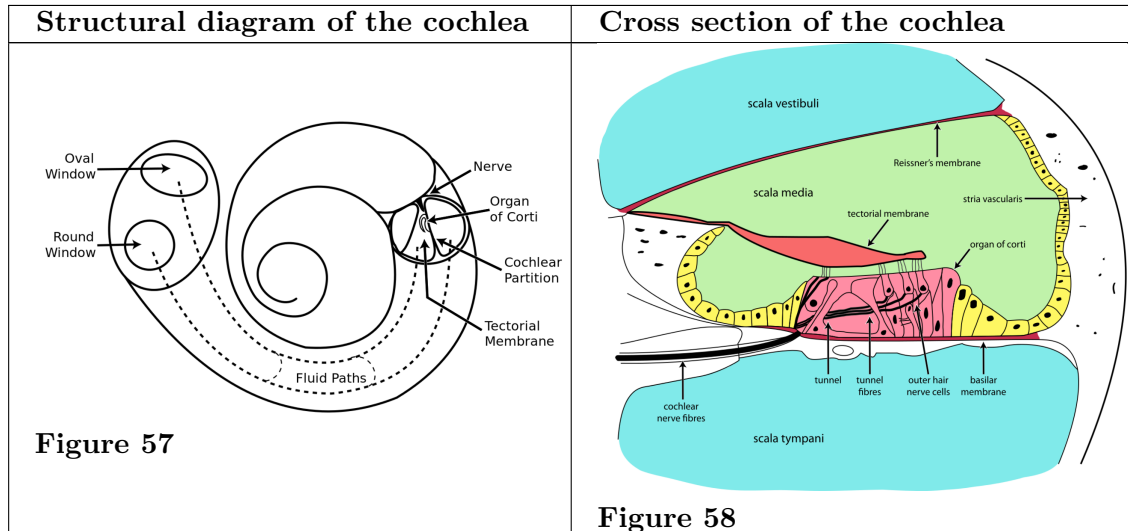 Structural diagram of the cochlea
Oval
Window
Round
Window
Nerve
Organ
of Corti
Cochlear
Partition
Tectorial
Membrane
Fluid Paths
Figure 57
Cross section of the cochlea
scala vestibuli
Reissner's membrane
scala media
stria vascularis
tectorial membrane
organ of corti
tunnel
tunnel
fibres
outer hair
nerve cells
basilar
membrane
cochlear
nerve fibres
scala tympani
Figure 58